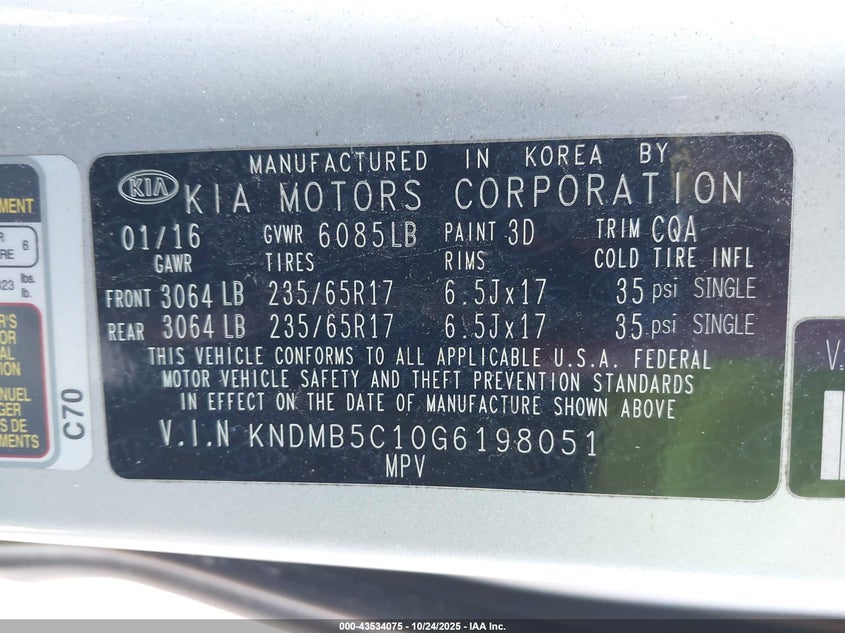 MANUFACTURED IN KOREA BY
KIA KIA MOTORS CORPORATION
01/16 GVWR 6085LB PAINT 3D TRIM CQA
GAWR TIRES RIMS COLD TIRE INFL
FRONT 3064 LB 235/65R17 6.5Jx17 35 psi SINGLE
REAR 3064 LB 235/65R17 6.5Jx17 35 psi SINGLE
THIS VEHICLE CONFORMS TO ALL APPLICABLE U.S.A. FEDERAL
MOTOR VEHICLE SAFETY AND THEFT PREVENTION STANDARDS
IN EFFECT ON THE DATE OF MANUFACTURE SHOWN ABOVE
V.I.N KNDMB5C10G6198051
MPV
C70
6
lbs.
lb.
V.
000-43534075 - 10/24/2025 - IAA Inc.